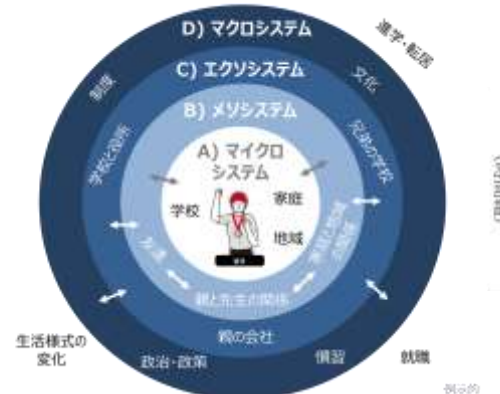 D) マクロシステム
進学・転居
C) エクソシステム
制度
文化
B) メソシステム
学校と役所
兄弟の学校
A) マイクロ
システム
学校
家庭
地域
友達
親と先生の関係
親の会社
生活様式の
変化
政治・政策
慣習
就職
例示的